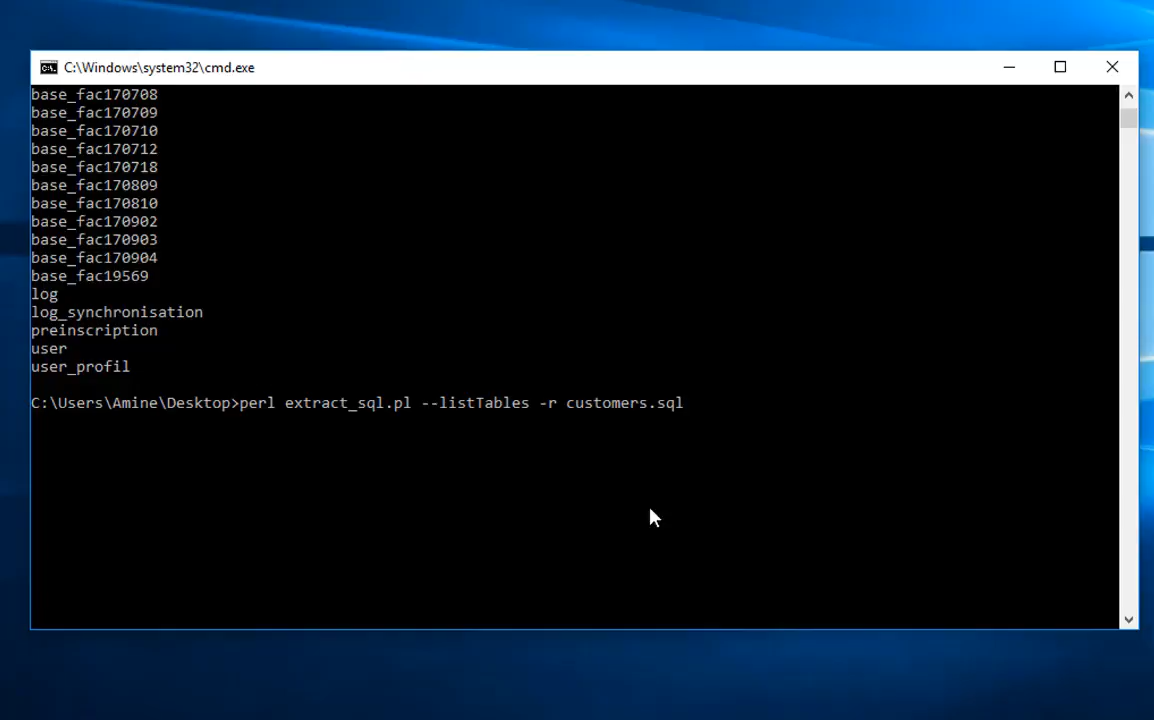 C:\Windows\system32\cmd.exe
base_fac170708
base_fac170709
base_fac170710
base_fac170712
base_fac170718
base_fac170809
base_fac170810
base_fac170902
base_fac170903
base_fac170904
base_fac19569
log
log_synchronisation
preinscription
user
user_profil
C:\Users\Amine\Desktop>perl extract_sql.pl --listTables -r customers.sql